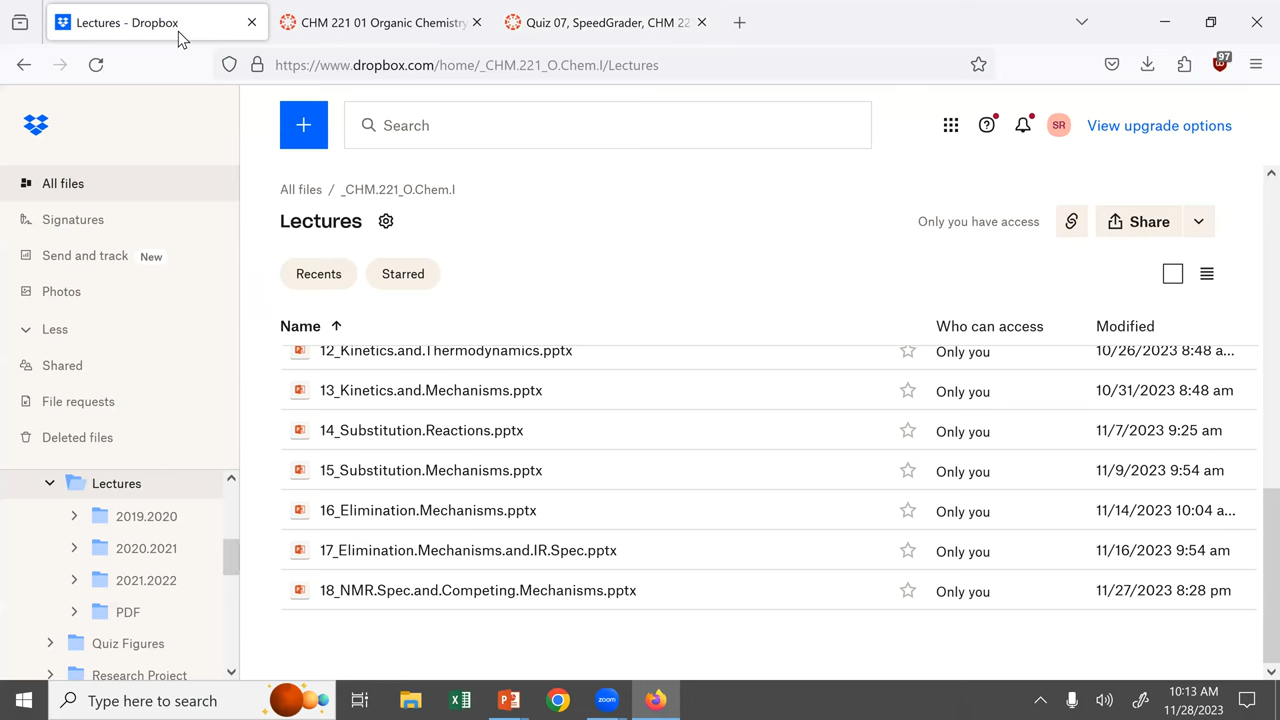 Lectures - Dropbox
CHM 221 01 Organic Chemistry
Quiz 07, SpeedGrader, CHM 22
https://www.dropbox.com/home/_CHM.221_O.Chem.I/Lectures
97
Search
SR
View upgrade options
All files
Signatures
Send and track New
Photos
Less
Shared
File requests
Deleted files
Lectures
2019.2020
2020.2021
2021.2022
PDF
Quiz Figures
Research Project
All files / _CHM.221_O.Chem.I
Lectures
Only you have access
Share
Recents
Starred
Name
Who can access
Modified
12_Kinetics.and.Thermodynamics.pptx Only you 10/26/2023 8:48 a...
13_Kinetics.and.Mechanisms.pptx Only you 10/31/2023 8:48 am
14_Substitution.Reactions.pptx Only you 11/7/2023 9:25 am
15_Substitution.Mechanisms.pptx Only you 11/9/2023 9:54 am
16_Elimination.Mechanisms.pptx Only you 11/14/2023 10:04 a...
17_Elimination.Mechanisms.and.IR.Spec.pptx Only you 11/16/2023 9:54 am
18_NMR.Spec.and.Competing.Mechanisms.pptx Only you 11/27/2023 8:28 pm
Type here to search
zoom
10:13 AM
11/28/2023